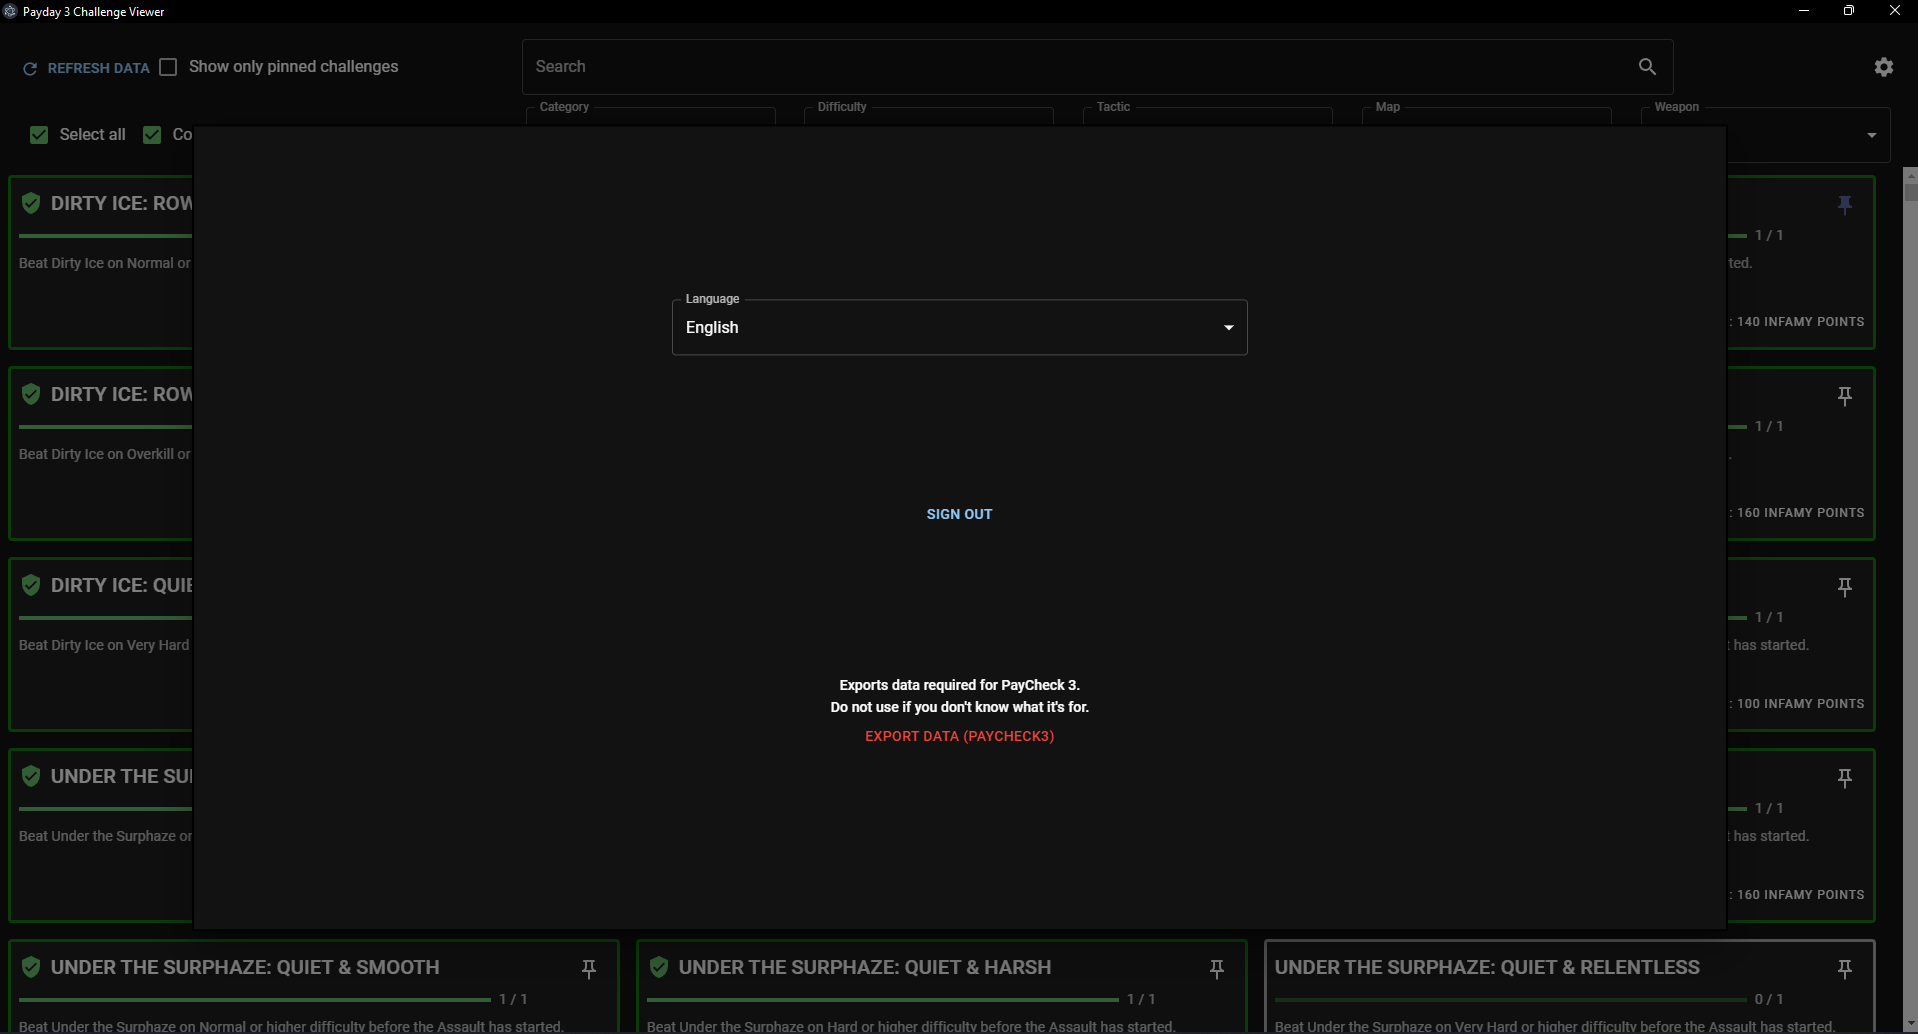 Payday 3 Challenge Viewer
REFRESH DATA
Show only pinned challenges
Search
Category
Difficulty
Tactic
Map
Weapon
Select all
Co
DIRTY ICE: ROW
Beat Dirty Ice on Normal or
1 / 1
ted.
: 140 INFAMY POINTS
Language
English
DIRTY ICE: ROW
Beat Dirty Ice on Overkill or
1 / 1
.
: 160 INFAMY POINTS
SIGN OUT
DIRTY ICE: QUIE
Beat Dirty Ice on Very Hard
1 / 1
t has started.
: 100 INFAMY POINTS
Exports data required for PayCheck 3.
Do not use if you don't know what it's for.
EXPORT DATA (PAYCHECK3)
UNDER THE SU
Beat Under the Surphaze or
1 / 1
t has started.
: 160 INFAMY POINTS
UNDER THE SURPHAZE: QUIET & SMOOTH
1 / 1
Beat Under the Surphaze on Normal or higher difficulty before the Assault has started.
UNDER THE SURPHAZE: QUIET & HARSH
1 / 1
Beat Under the Surphaze on Hard or higher difficulty before the Assault has started.
UNDER THE SURPHAZE: QUIET & RELENTLESS
0 / 1
Beat Under the Surphaze on Very Hard or higher difficulty before the Assault has started.